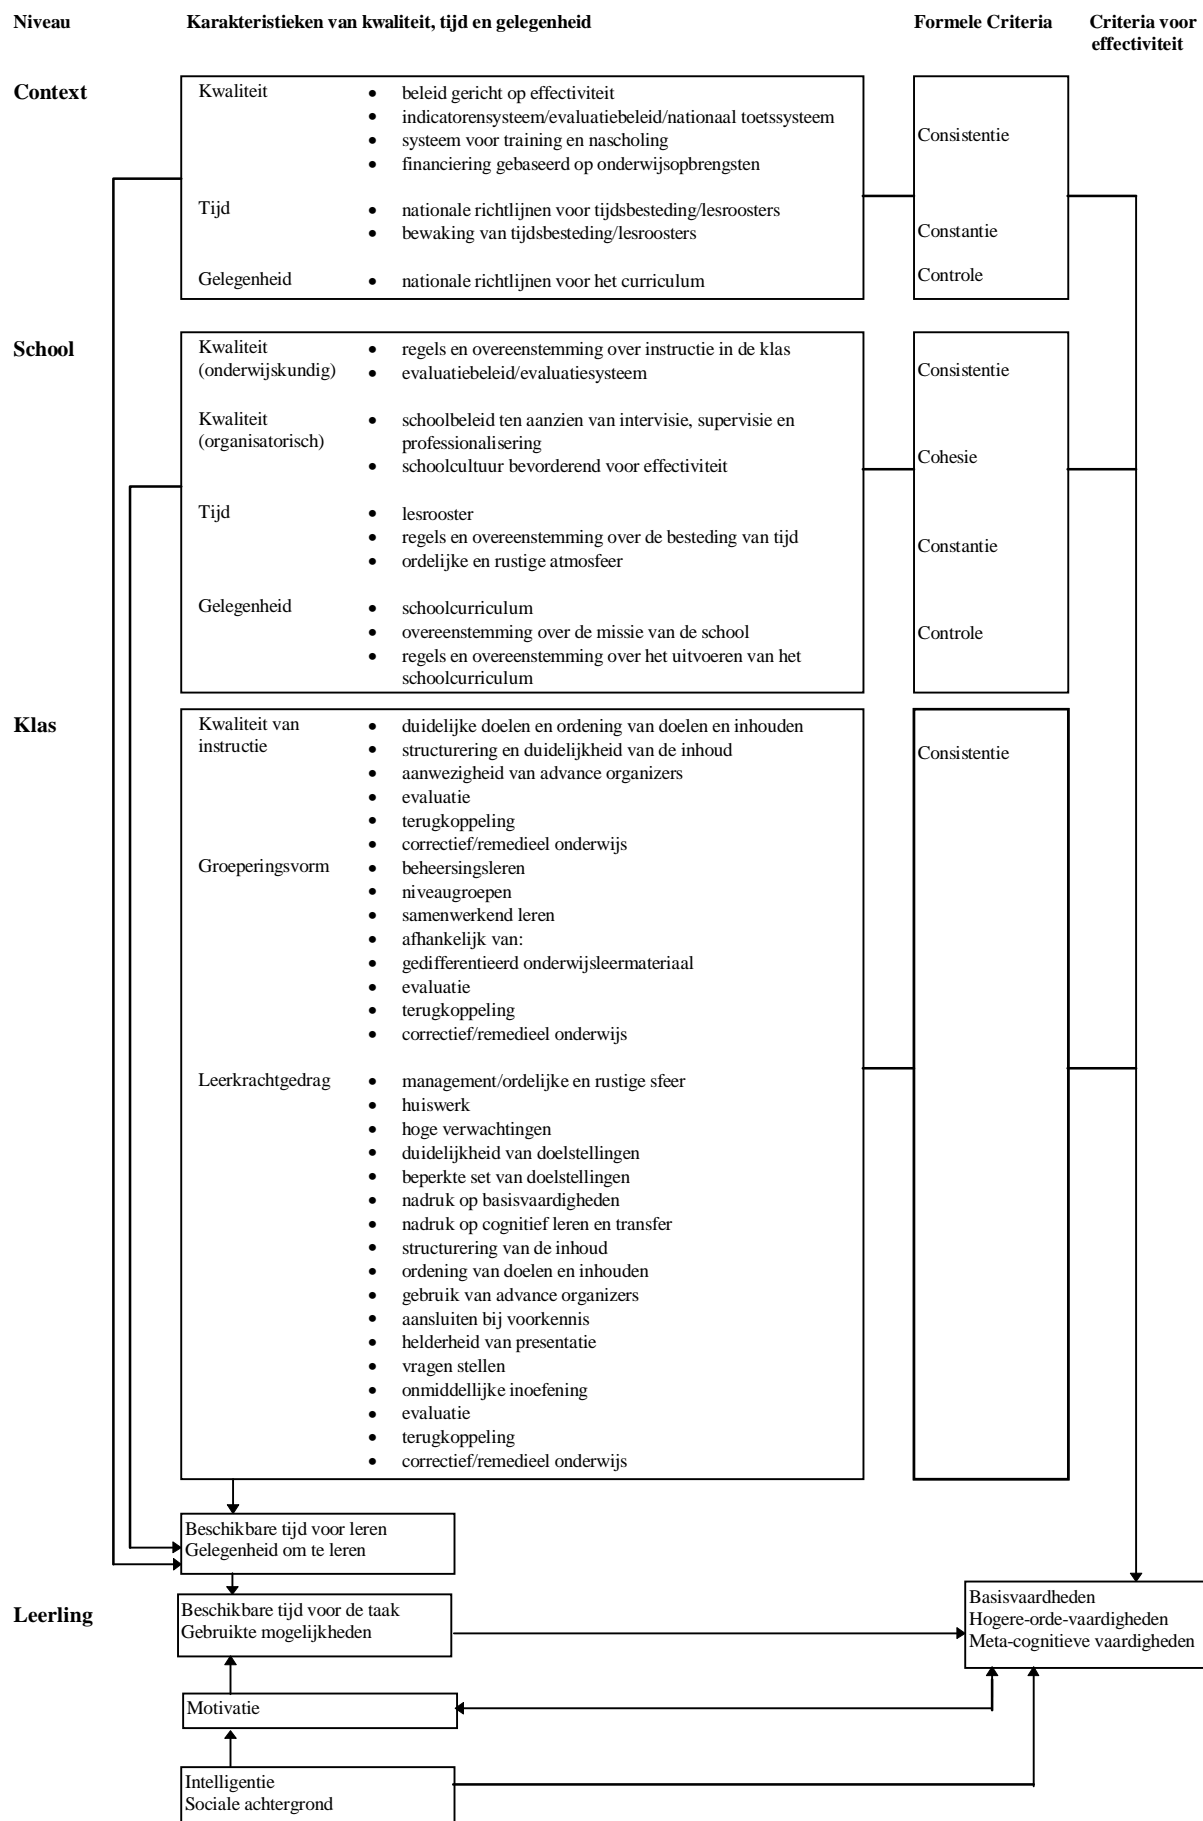 Niveau Karakteristieken van kwaliteit, tijd en gelegenheid Formele Criteria Criteria voor
effectiviteit
Context
Kwaliteit • beleid gericht op effectiviteit
• indicatorensysteem/evaluatiebeleid/nationaal toetssysteem
Consistentie
• systeem voor training en nascholing
• financiering gebaseerd op onderwijsopbrengsten
Tijd • nationale richtlijnen voor tijdsbesteding/lesroosters
• bewaking van tijdsbesteding/lesroosters
Constantie
Gelegenheid • nationale richtlijnen voor het curriculum
Controle
School
Kwaliteit • regels en overeenstemming over instructie in de klas
(onderwijskundig) • evaluatiebeleid/evaluatiesysteem
Consistentie
Kwaliteit • schoolbeleid ten aanzien van intervisie, supervisie en
(organisatorisch) professionalisering
• schoolcultuur bevorderend voor effectiviteit
Cohesie
Tijd • lesrooster
• regels en overeenstemming over de besteding van tijd
• ordelijke en rustige atmosfeer
Constantie
Gelegenheid • schoolcurriculum
• overeenstemming over de missie van de school
Controle
• regels en overeenstemming over het uitvoeren van het
schoolcurriculum
Klas
Kwaliteit van • duidelijke doelen en ordening van doelen en inhouden
instructie • structurering en duidelijkheid van de inhoud
Consistentie
• aanwezigheid van advance organizers
• evaluatie
• terugkoppeling
• correctief/remedieel onderwijs
Groeperingsvorm • beheersingsleren
• niveaugroepen
• samenwerkend leren
• afhankelijk van:
• gedifferentieerd onderwijsleermateriaal
• evaluatie
• terugkoppeling
• correctief/remedieel onderwijs
Leerkrachtgedrag • management/ordelijke en rustige sfeer
• huiswerk
• hoge verwachtingen
• duidelijkheid van doelstellingen
• beperkte set van doelstellingen
• nadruk op basisvaardigheden
• nadruk op cognitief leren en transfer
• structurering van de inhoud
• ordening van doelen en inhouden
• gebruik van advance organizers
• aansluiten bij voorkennis
• helderheid van presentatie
• vragen stellen
• onmiddellijke inoefening
• evaluatie
• terugkoppeling
• correctief/remedieel onderwijs
Beschikbare tijd voor leren
Gelegenheid om te leren
Leerling
Beschikbare tijd voor de taak
Gebruikte mogelijkheden
Basisvaardheden
Hogere-orde-vaardigheden
Meta-cognitieve vaardigheden
Motivatie
Intelligentie
Sociale achtergrond